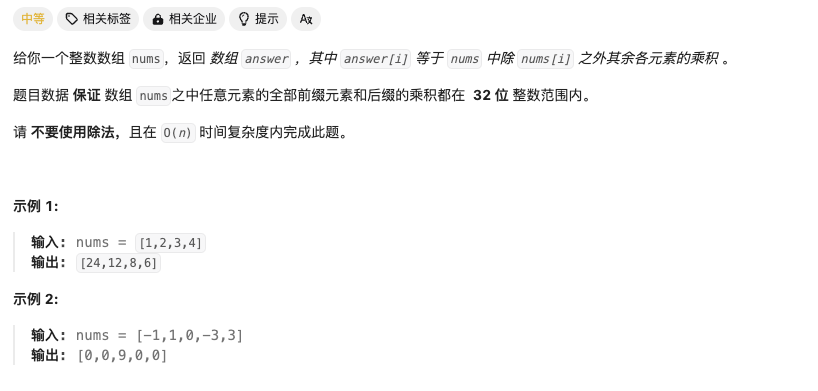 中等 相关标签 相关企业 提示 Aあ
给你一个整数数组 nums，返回 数组 answer ，其中 answer[i] 等于 nums 中除 nums[i] 之外其余各元素的乘积 。
题目数据 保证 数组 nums之中任意元素的全部前缀元素和后缀的乘积都在 32 位 整数范围内。
请 不要使用除法，且在 O(n) 时间复杂度内完成此题。
示例 1:
输入: nums = [1,2,3,4]
输出: [24,12,8,6]
示例 2:
输入: nums = [-1,1,0,-3,3]
输出: [0,0,9,0,0]